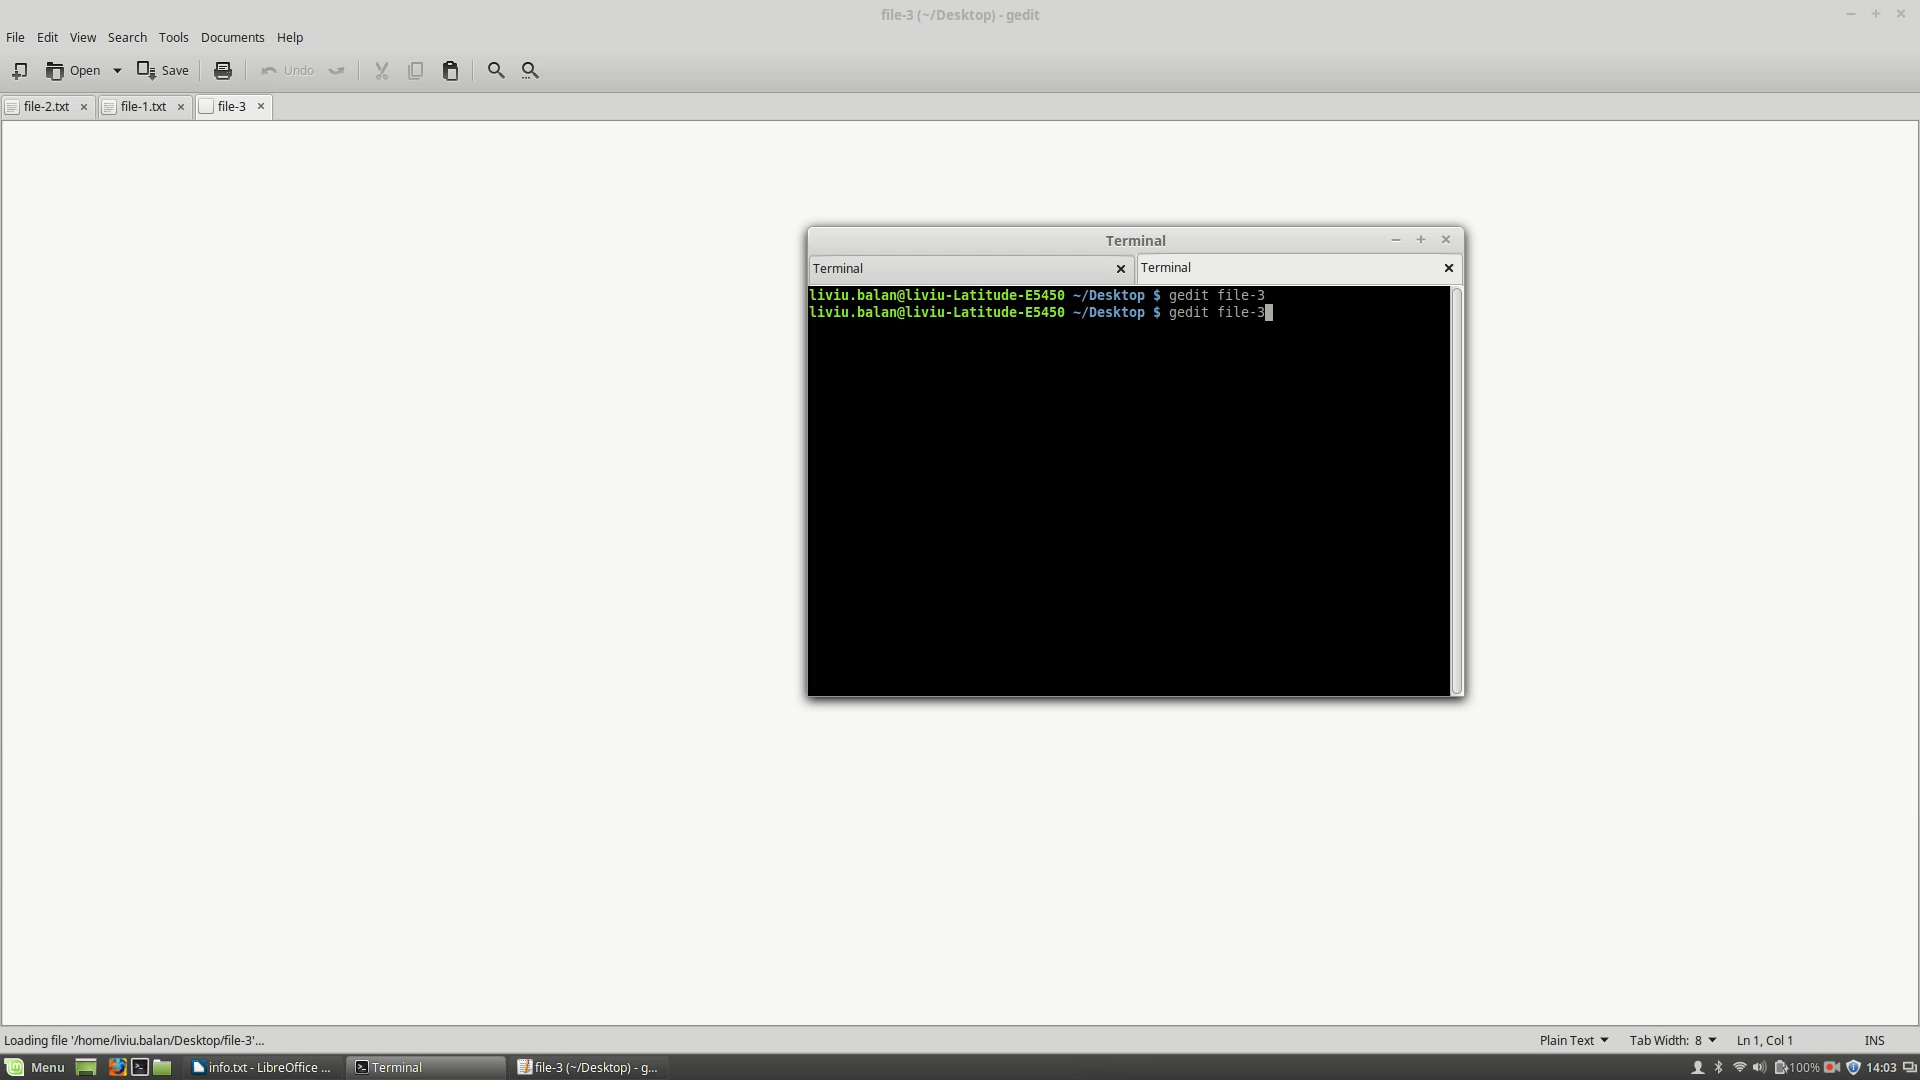 file-3 (~/Desktop) - gedit
File Edit View Search Tools Documents Help
Open Save Undo
file-2.txt file-1.txt file-3
Terminal
Terminal Terminal
liviu.balan@liviu-Latitude-E5450 ~/Desktop $ gedit file-3
liviu.balan@liviu-Latitude-E5450 ~/Desktop $ gedit file-3
Loading file '/home/liviu.balan/Desktop/file-3'... Plain Text Tab Width: 8 Ln 1, Col 1 INS
Menu info.txt - LibreOffice ... Terminal file-3 (~/Desktop) - g... 100% 14:03